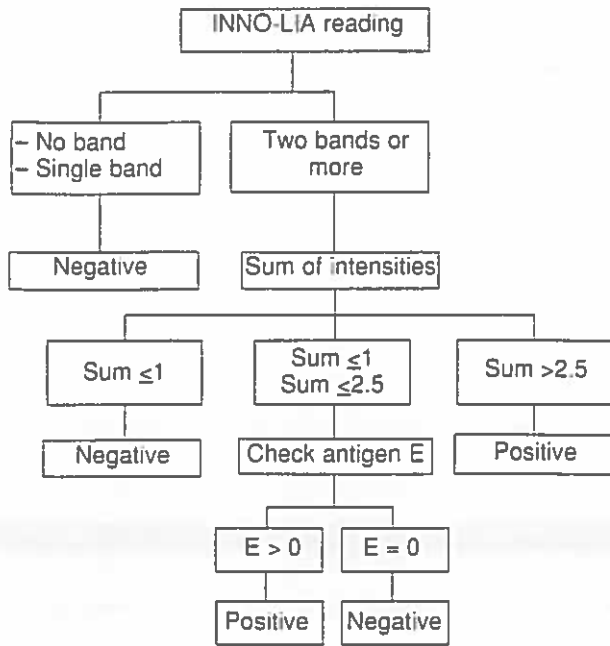 INNO-LIA reading
– No band
– Single band
Two bands or
more
Negative
Sum of intensities
Sum ≤1
Sum ≤1
Sum ≤2.5
Sum >2.5
Negative
Check antigen E
Positive
E > 0
E = 0
Positive
Negative